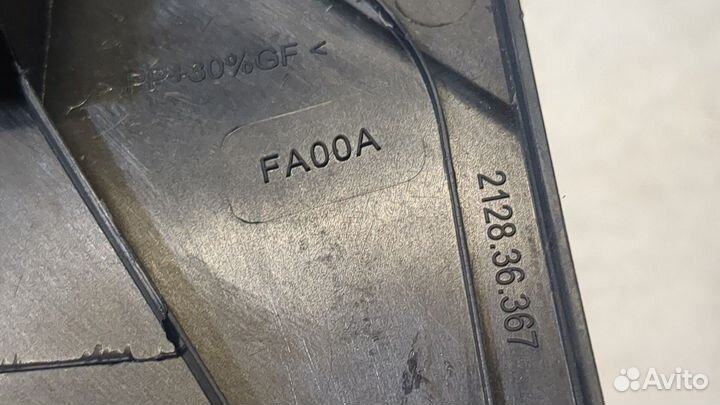 PP+30%GF <
FA00A
2128.36.367
Avito